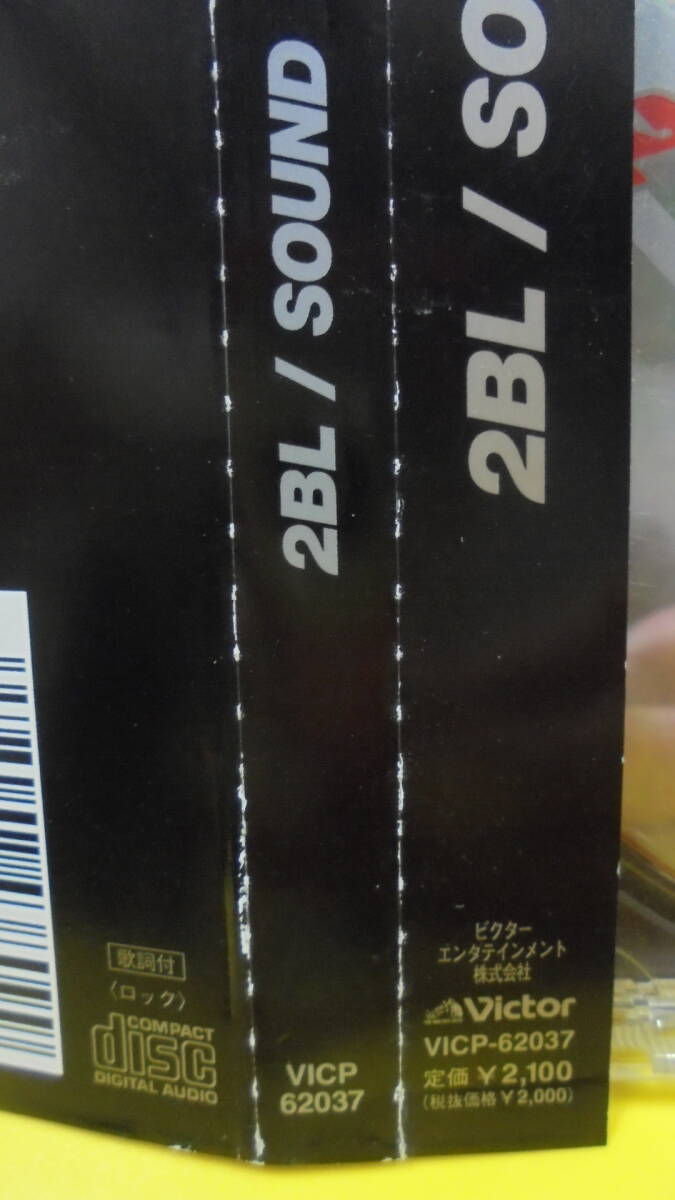 歌詞付
〈ロック〉
COMPACT
disc
DIGITAL AUDIO
2BL / SOUND
VICP
62037
2BL / SO
ビクター
エンタテインメント
株式会社
Victor
VICP-62037
定価 ¥2,100
(税抜価格 ¥2,000)